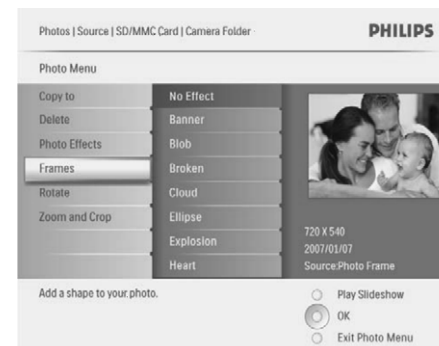 Photos | Source | SD/MMC Card | Camera Folder
PHILIPS
Photo Menu
Copy to
Delete
Photo Effects
Frames
Rotate
Zoom and Crop
No Effect
Banner
Blob
Broken
Cloud
Ellipse
Explosion
Heart
720 X 540
2007/01/07
Source:Photo Frame
Add a shape to your photo.
Play Slideshow
OK
Exit Photo Menu